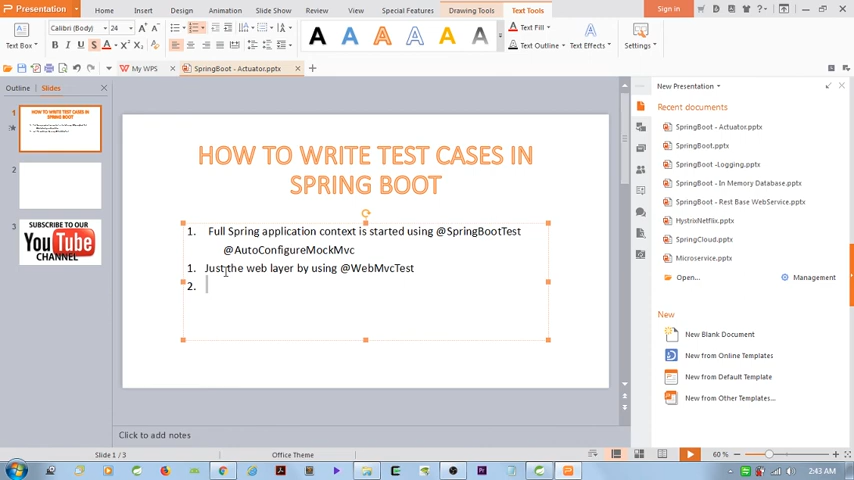 Presentation
Home
Insert
Design
Animation
Slide Show
Review
View
Special Features
Drawing Tools
Text Tools
Sign in
Text Box
Calibri (Body)
24
B I U S A X² X₂
A A A A A A
Text Fill
Text Outline
Text Effects
Settings
My WPS
SpringBoot - Actuator.pptx
Outline
Slides
1
2
3
SUBSCRIBE TO OUR
YouTube
CHANNEL
HOW TO WRITE TEST CASES IN
SPRING BOOT
1. Full Spring application context is started using @SpringBootTest
@AutoConfigureMockMvc
1. Just the web layer by using @WebMvcTest
2.
New Presentation
Recent documents
SpringBoot - Actuator.pptx
SpringBoot.pptx
SpringBoot -Logging.pptx
SpringBoot - In Memory Database.pptx
SpringBoot - Rest Base WebService.pptx
HystrixNetflix.pptx
SpringCloud.pptx
Microservice.pptx
Open...
Management
New
New Blank Document
New from Online Templates
New from Default Template
New from Other Templates...
Click to add notes
Slide 1 / 3
Office Theme
60 %
2:43 AM